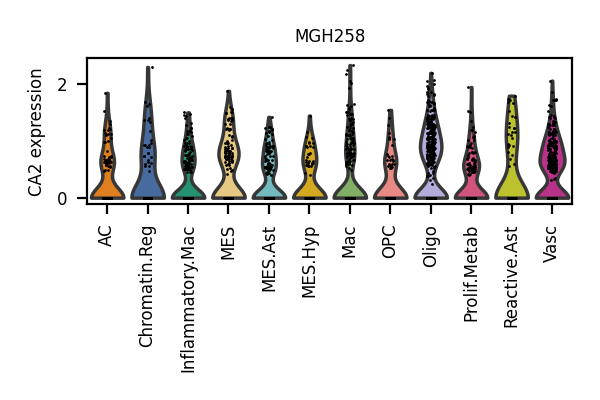 MGH258
CA2 expression
2
0
AC
Chromatin.Reg
Inflammatory.Mac
MES
MES.Ast
MES.Hyp
Mac
OPC
Oligo
Prolif.Metab
Reactive.Ast
Vasc